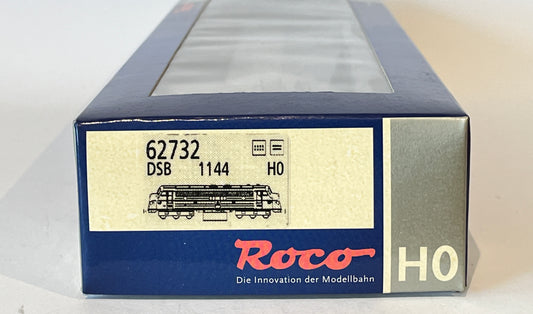 62732
DSB 1144 H0
Roco
Die Innovation der Modellbahn
H0